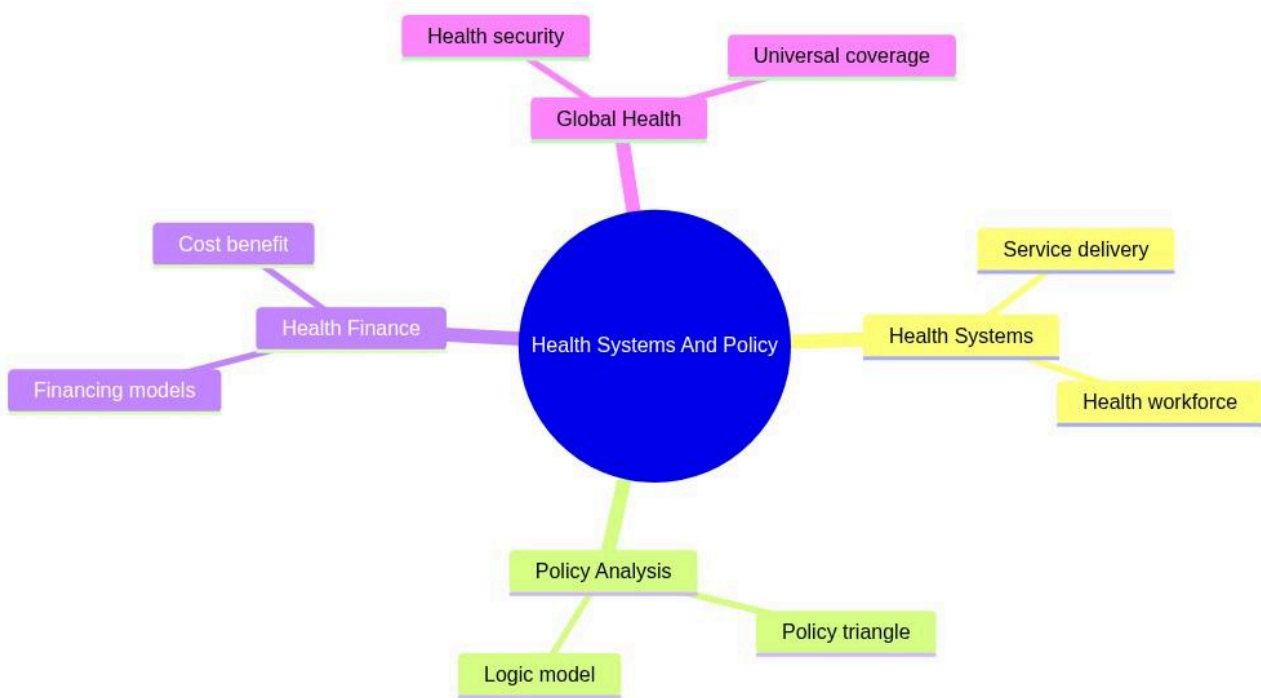 Health security
Universal coverage
Global Health
Cost benefit
Service delivery
Health Finance
Health Systems And Policy
Health Systems
Financing models
Health workforce
Policy Analysis
Policy triangle
Logic model